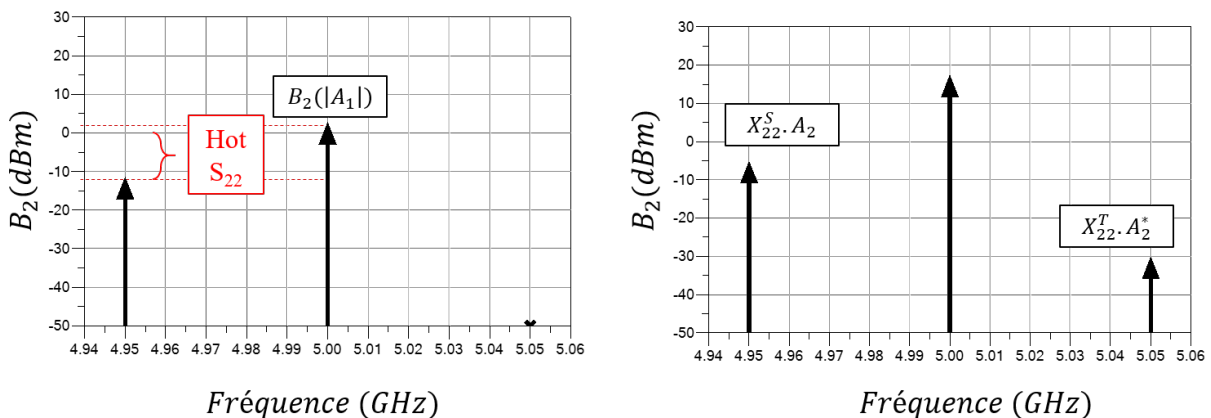 30
20
10
0
-10
-20
-30
-40
-50
B₂(dBm)
B₂(|A₁|)
Hot
S₂₂
4.94 4.95 4.96 4.97 4.98 4.99 5.00 5.01 5.02 5.03 5.04 5.05 5.06
Fréquence (GHz)
30
20
10
0
-10
-20
-30
-40
-50
B₂(dBm)
X₂₂ˢ.A₂
X₂₂ᵀ.A₂*
4.94 4.95 4.96 4.97 4.98 4.99 5.00 5.01 5.02 5.03 5.04 5.05 5.06
Fréquence (GHz)